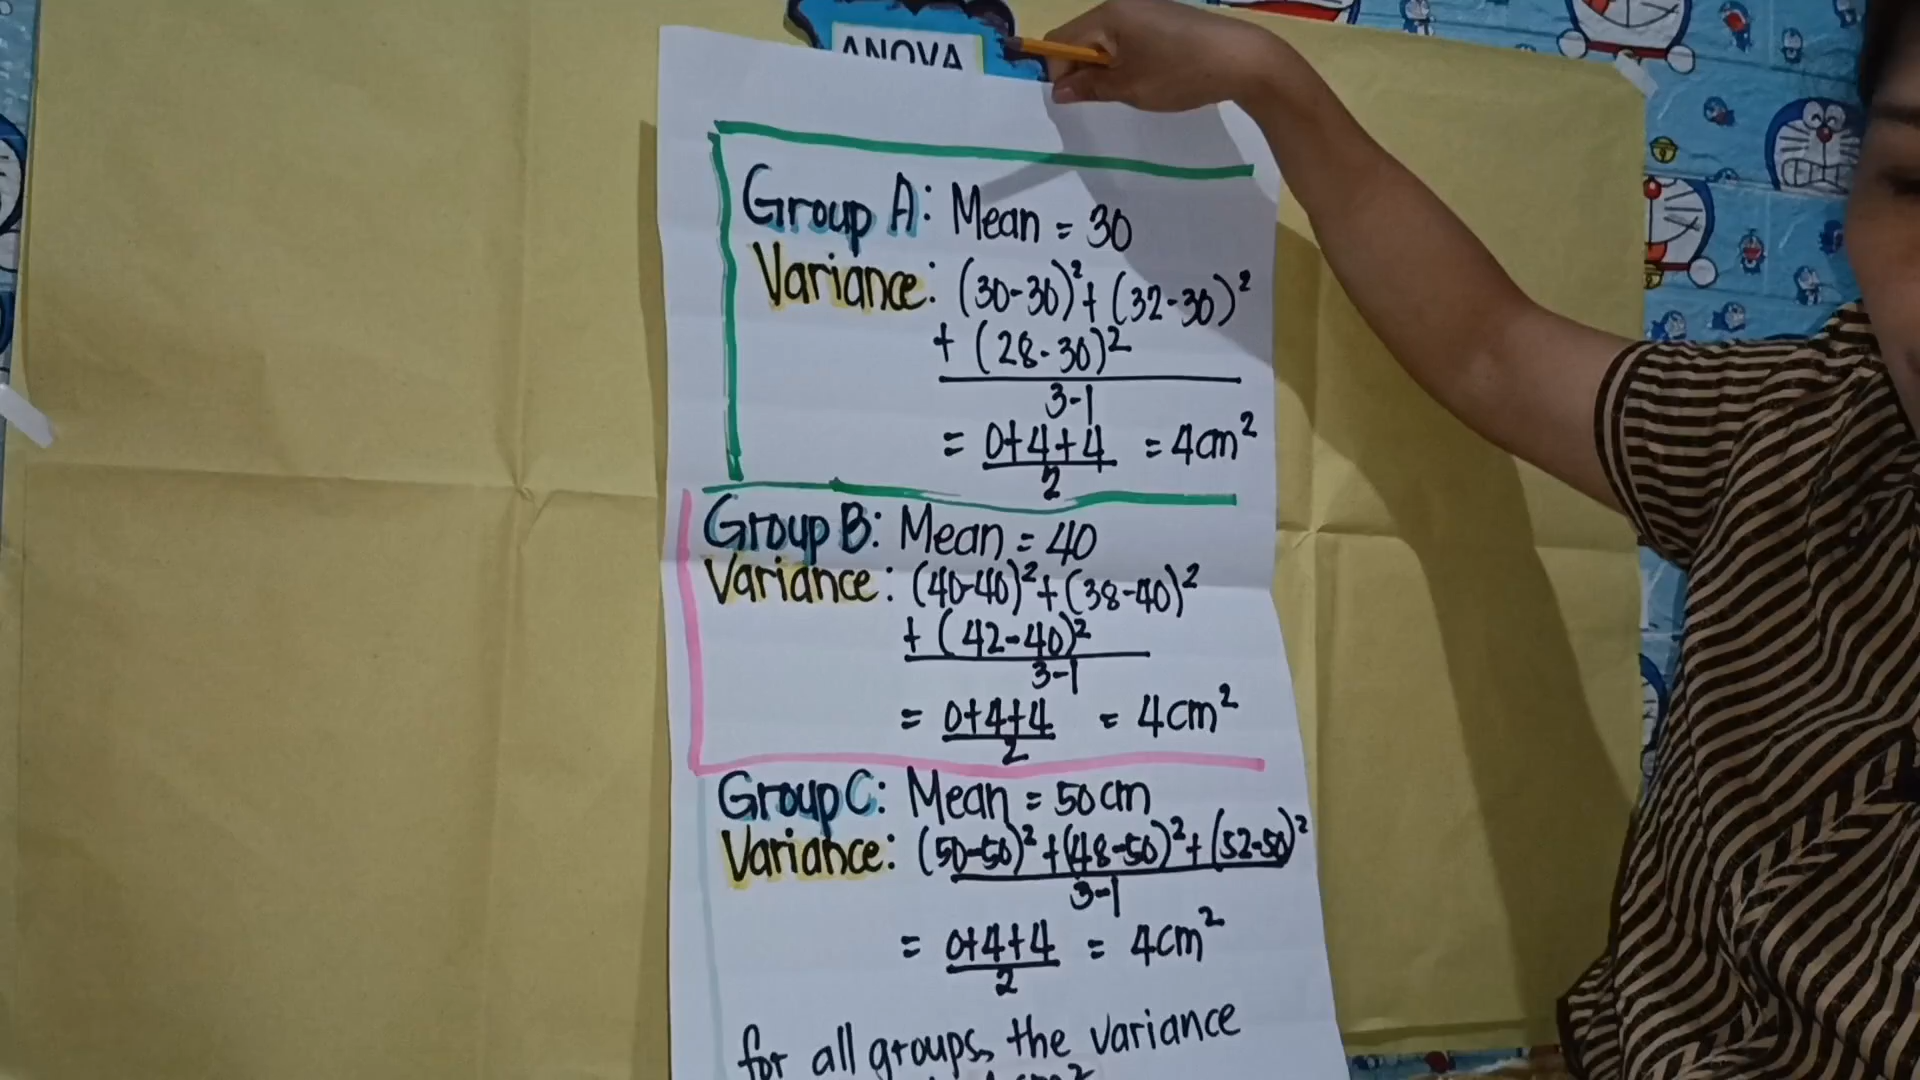 ANOVA
Group A: Mean = 30
Variance: (30-30)² + (32-30)²
+ (28-30)²
3-1
= 0+4+4 = 4cm²
2
Group B: Mean = 40
Variance: (40-40)² + (38-40)²
+ (42-40)²
3-1
= 0+4+4 = 4cm²
2
Group C: Mean = 50cm
Variance: (50-50)² + (48-50)² + (52-50)²
3-1
= 0+4+4 = 4cm²
2
for all groups, the variance